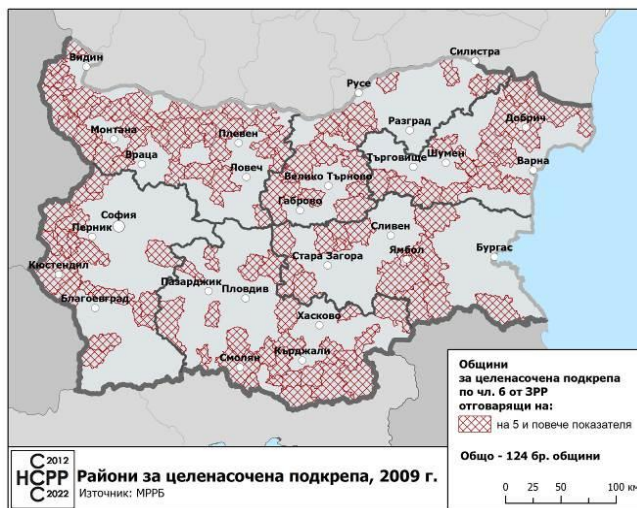 Видин
Силистра
Русе
Разград
Добрич
Монтана
Плевен
Враца
Ловеч
Търговище
Шумен
Варна
Велико Търново
Габрово
София
Перник
Сливен
Ямбол
Бургас
Стара Загора
Кюстендил
Пазарджик
Пловдив
Благоевград
Хасково
Смолян
Кърджали
Общини
за целенасочена подкрепа
по чл. 6 от ЗРР
отговарящи на:
на 5 и повече показателя
Общо - 124 бр. общини
0 25 50 100 км
C 2012
НСРР
C 2022
Райони за целенасочена подкрепа, 2009 г.
Източник: МРРБ